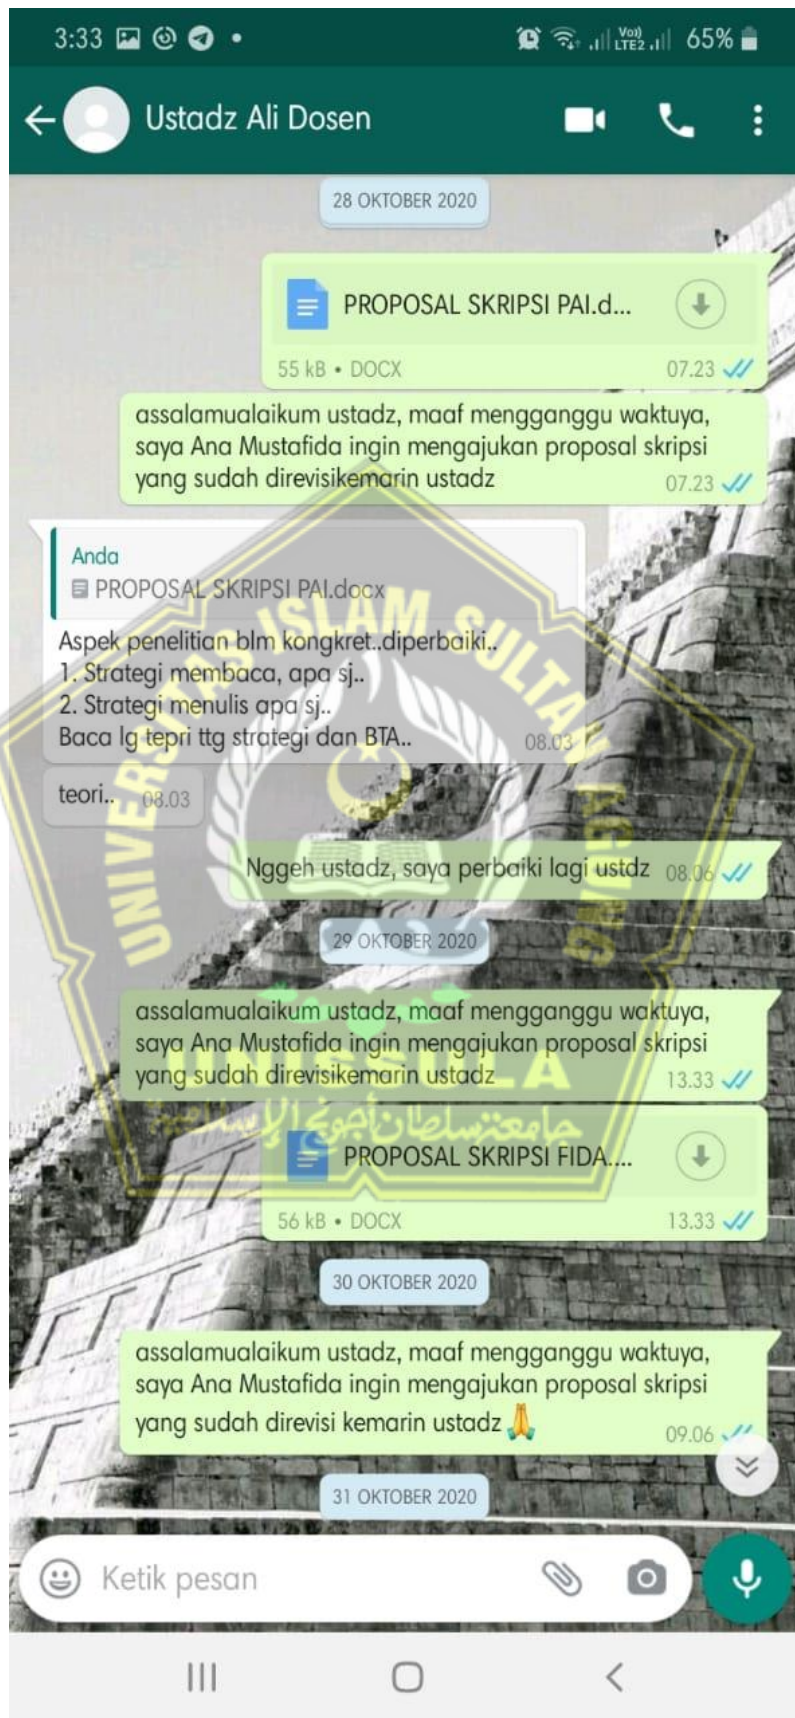 3:33
Vo)) LTE2 65%
Ustadz Ali Dosen
28 OKTOBER 2020
PROPOSAL SKRIPSI PAI.d...
55 kB • DOCX 07.23
assalamualaikum ustadz, maaf mengganggu waktuya,
saya Ana Mustafida ingin mengajukan proposal skripsi
yang sudah direvisikemarin ustadz 07.23
Anda
PROPOSAL SKRIPSI PAI.docx
Aspek penelitian blm kongkret..diperbaiki..
1. Strategi membaca, apa sj..
2. Strategi menulis apa sj..
Baca lg tepri ttg strategi dan BTA.. 08.03
teori.. 08.03
Nggeh ustadz, saya perbaiki lagi ustdz 08.06
29 OKTOBER 2020
assalamualaikum ustadz, maaf mengganggu waktuya,
saya Ana Mustafida ingin mengajukan proposal skripsi
yang sudah direvisikemarin ustadz 13.33
PROPOSAL SKRIPSI FIDA....
56 kB • DOCX 13.33
30 OKTOBER 2020
assalamualaikum ustadz, maaf mengganggu waktuya,
saya Ana Mustafida ingin mengajukan proposal skripsi
yang sudah direvisi kemarin ustadz 🙏 09.06
31 OKTOBER 2020
Ketik pesan
UNIVERSITAS ISLAM SULTAN AGUNG
UNISSULA
جامعة سلطان أجونج الإسلامية